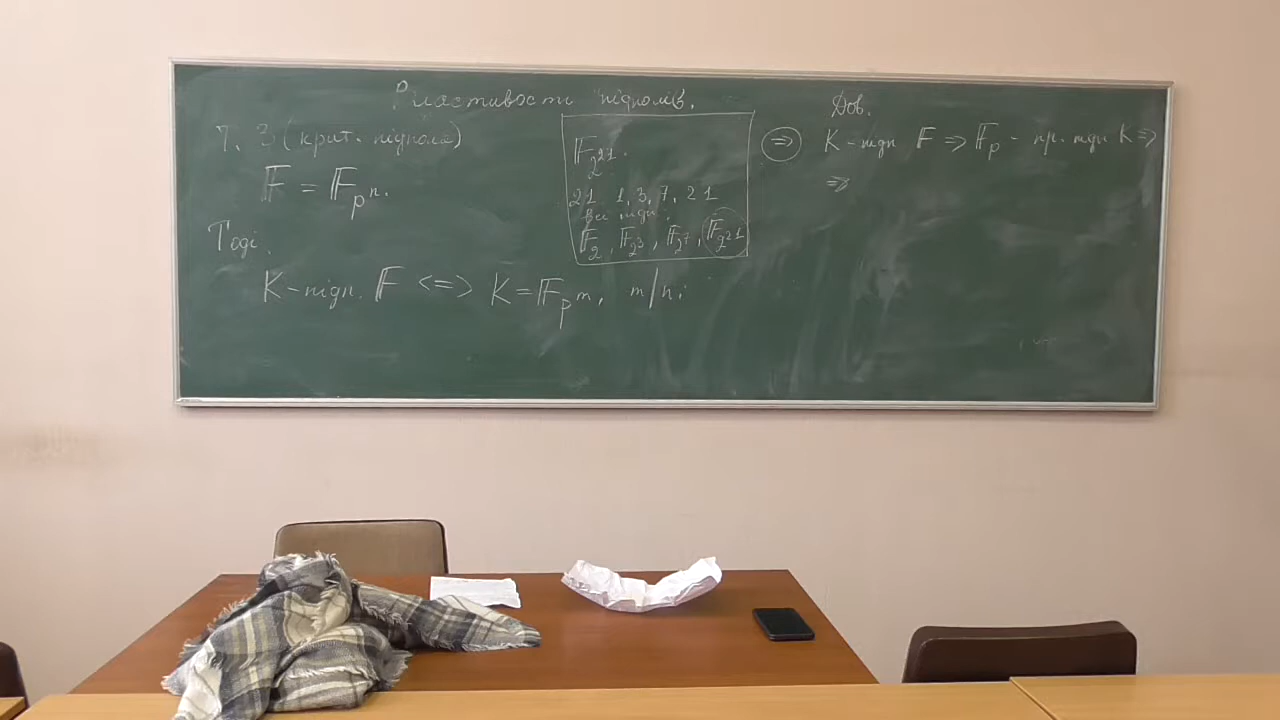 Властивості підполів.
Т. 3 (крит. підполя)
𝔽 = 𝔽_{p^n}.
Тоді.
K - підп. 𝔽 <=> K = 𝔽_{p^m}, m/n;
𝔽_{2^{21}}.
21 1, 3, 7, 21
Всі підп.
𝔽_2, 𝔽_{2^3}, 𝔽_{2^7}, 𝔽_{2^{21}}
Дов.
⇒ K - підп 𝔽 ⇒ 𝔽_p - пр. підп K ⇒
⇒